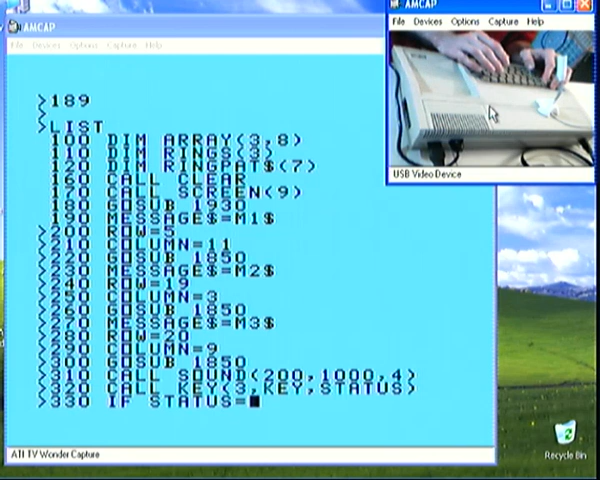 AMCAP
File Devices Options Capture Help
>189
>
>LIST
100 DIM ARRAY(3,8)
110 DIM RINGS(3)
120 DIM RINGPAT$(7)
160 CALL CLEAR
170 CALL SCREEN(9)
180 GOSUB 1930
190 MESSAGE$=M1$
>200 ROW=5
>210 COLUMN=11
>220 GOSUB 1850
>230 MESSAGE$=M2$
>240 ROW=19
>250 COLUMN=3
>260 GOSUB 1850
>270 MESSAGE$=M3$
>280 ROW=20
>290 COLUMN=9
>300 GOSUB 1850
>310 CALL SOUND(200,1000,4)
>320 CALL KEY(3,KEY,STATUS)
>330 IF STATUS=
ATI TV Wonder Capture
AMCAP
File Devices Options Capture Help
USB Video Device
Recycle Bin